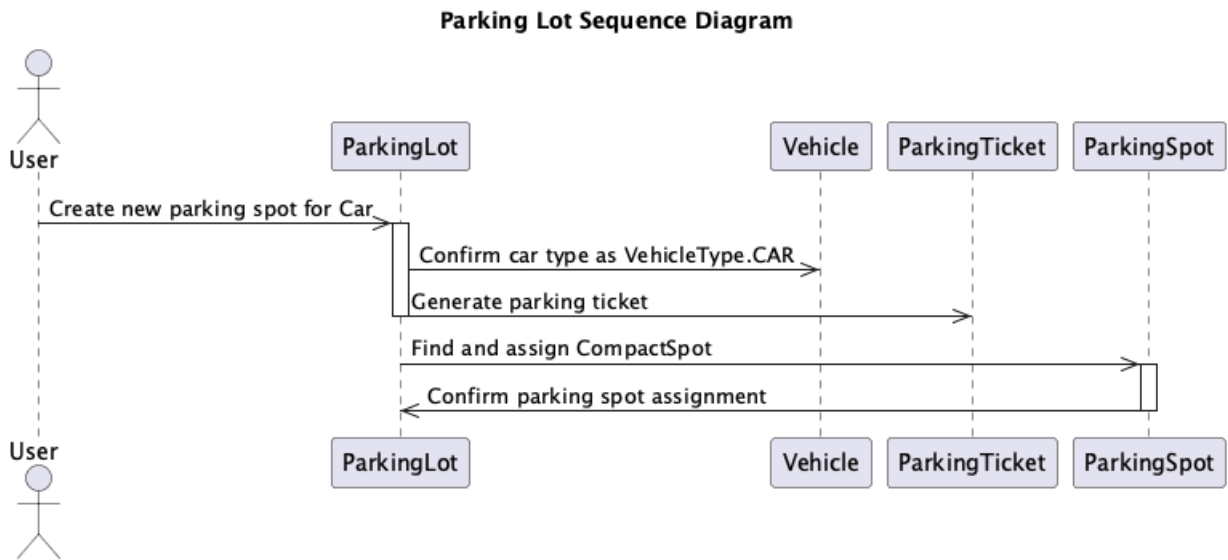 Parking Lot Sequence Diagram
User
ParkingLot
Vehicle
ParkingTicket
ParkingSpot
Create new parking spot for Car
Confirm car type as VehicleType.CAR
Generate parking ticket
Find and assign CompactSpot
Confirm parking spot assignment
User
ParkingLot
Vehicle
ParkingTicket
ParkingSpot